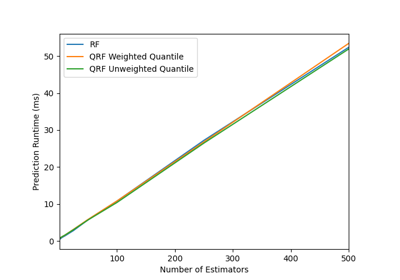 RF
QRF Weighted Quantile
QRF Unweighted Quantile
50
40
30
20
10
0
Prediction Runtime (ms)
100
200
300
400
500
Number of Estimators